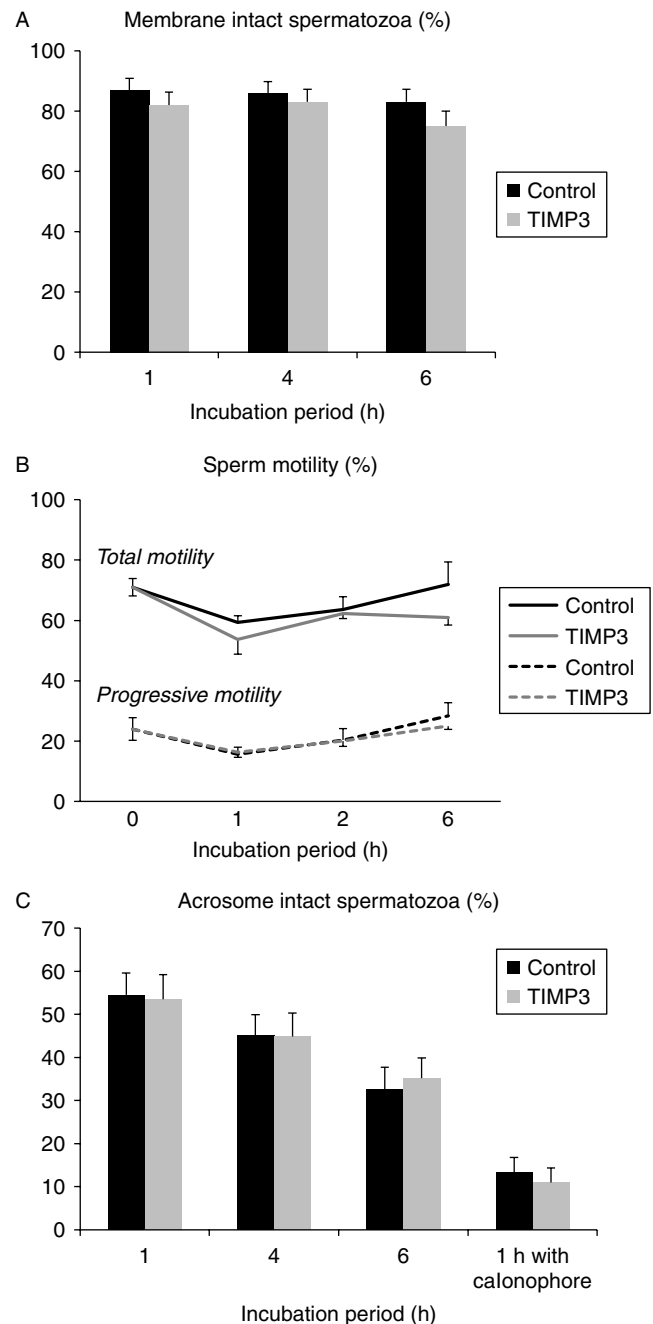 A Membrane intact spermatozoa (%)
100
80
60
40
20
0
1 4 6
Incubation period (h)
Control
TIMP3
B Sperm motility (%)
100
80
60
40
20
0
Total motility
Progressive motility
0 1 2 6
Incubation period (h)
Control
TIMP3
Control
TIMP3
C Acrosome intact spermatozoa (%)
70
60
50
40
30
20
10
0
1 4 6 1 h with
calonophore
Incubation period (h)
Control
TIMP3